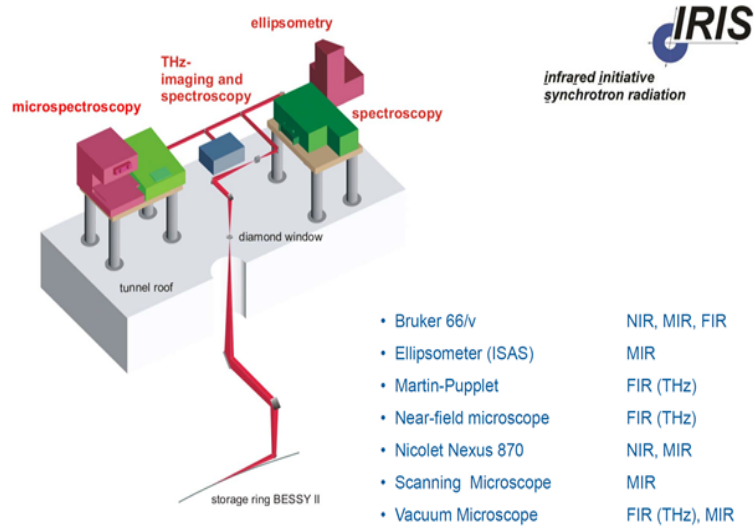 ellipsometry
IRIS
THz-
imaging and
spectroscopy
infrared initiative
synchrotron radiation
microspectroscopy
spectroscopy
diamond window
tunnel roof
• Bruker 66/v NIR, MIR, FIR
• Ellipsometer (ISAS) MIR
• Martin-Pupplet FIR (THz)
• Near-field microscope FIR (THz)
• Nicolet Nexus 870 NIR, MIR
• Scanning Microscope MIR
storage ring BESSY II
• Vacuum Microscope FIR (THz), MIR